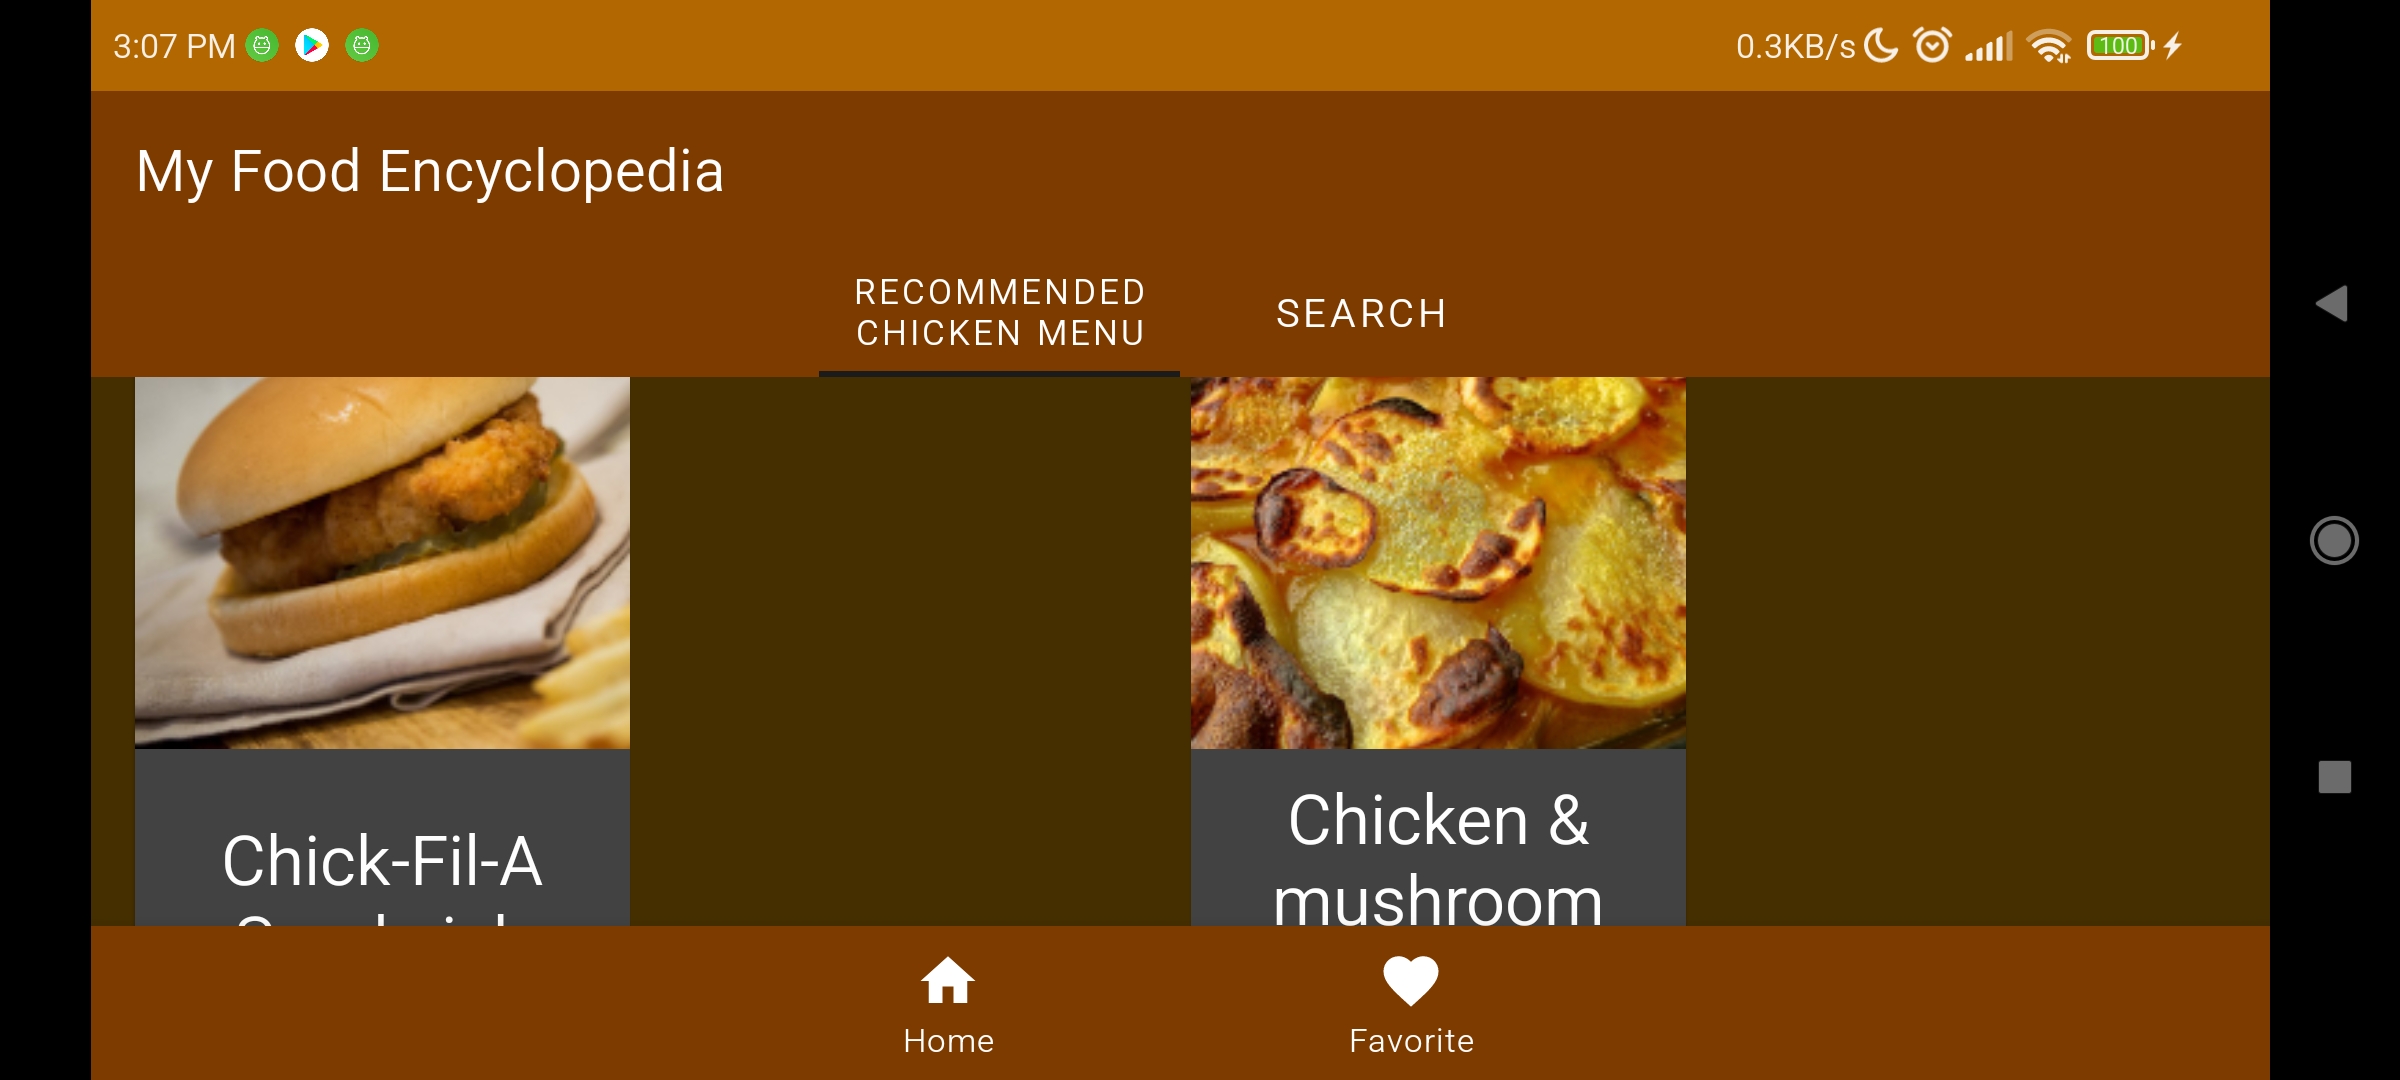 3:07 PM
0.3KB/s
100
My Food Encyclopedia
RECOMMENDED
CHICKEN MENU
SEARCH
Chick-Fil-A
Chicken &
mushroom
Home
Favorite